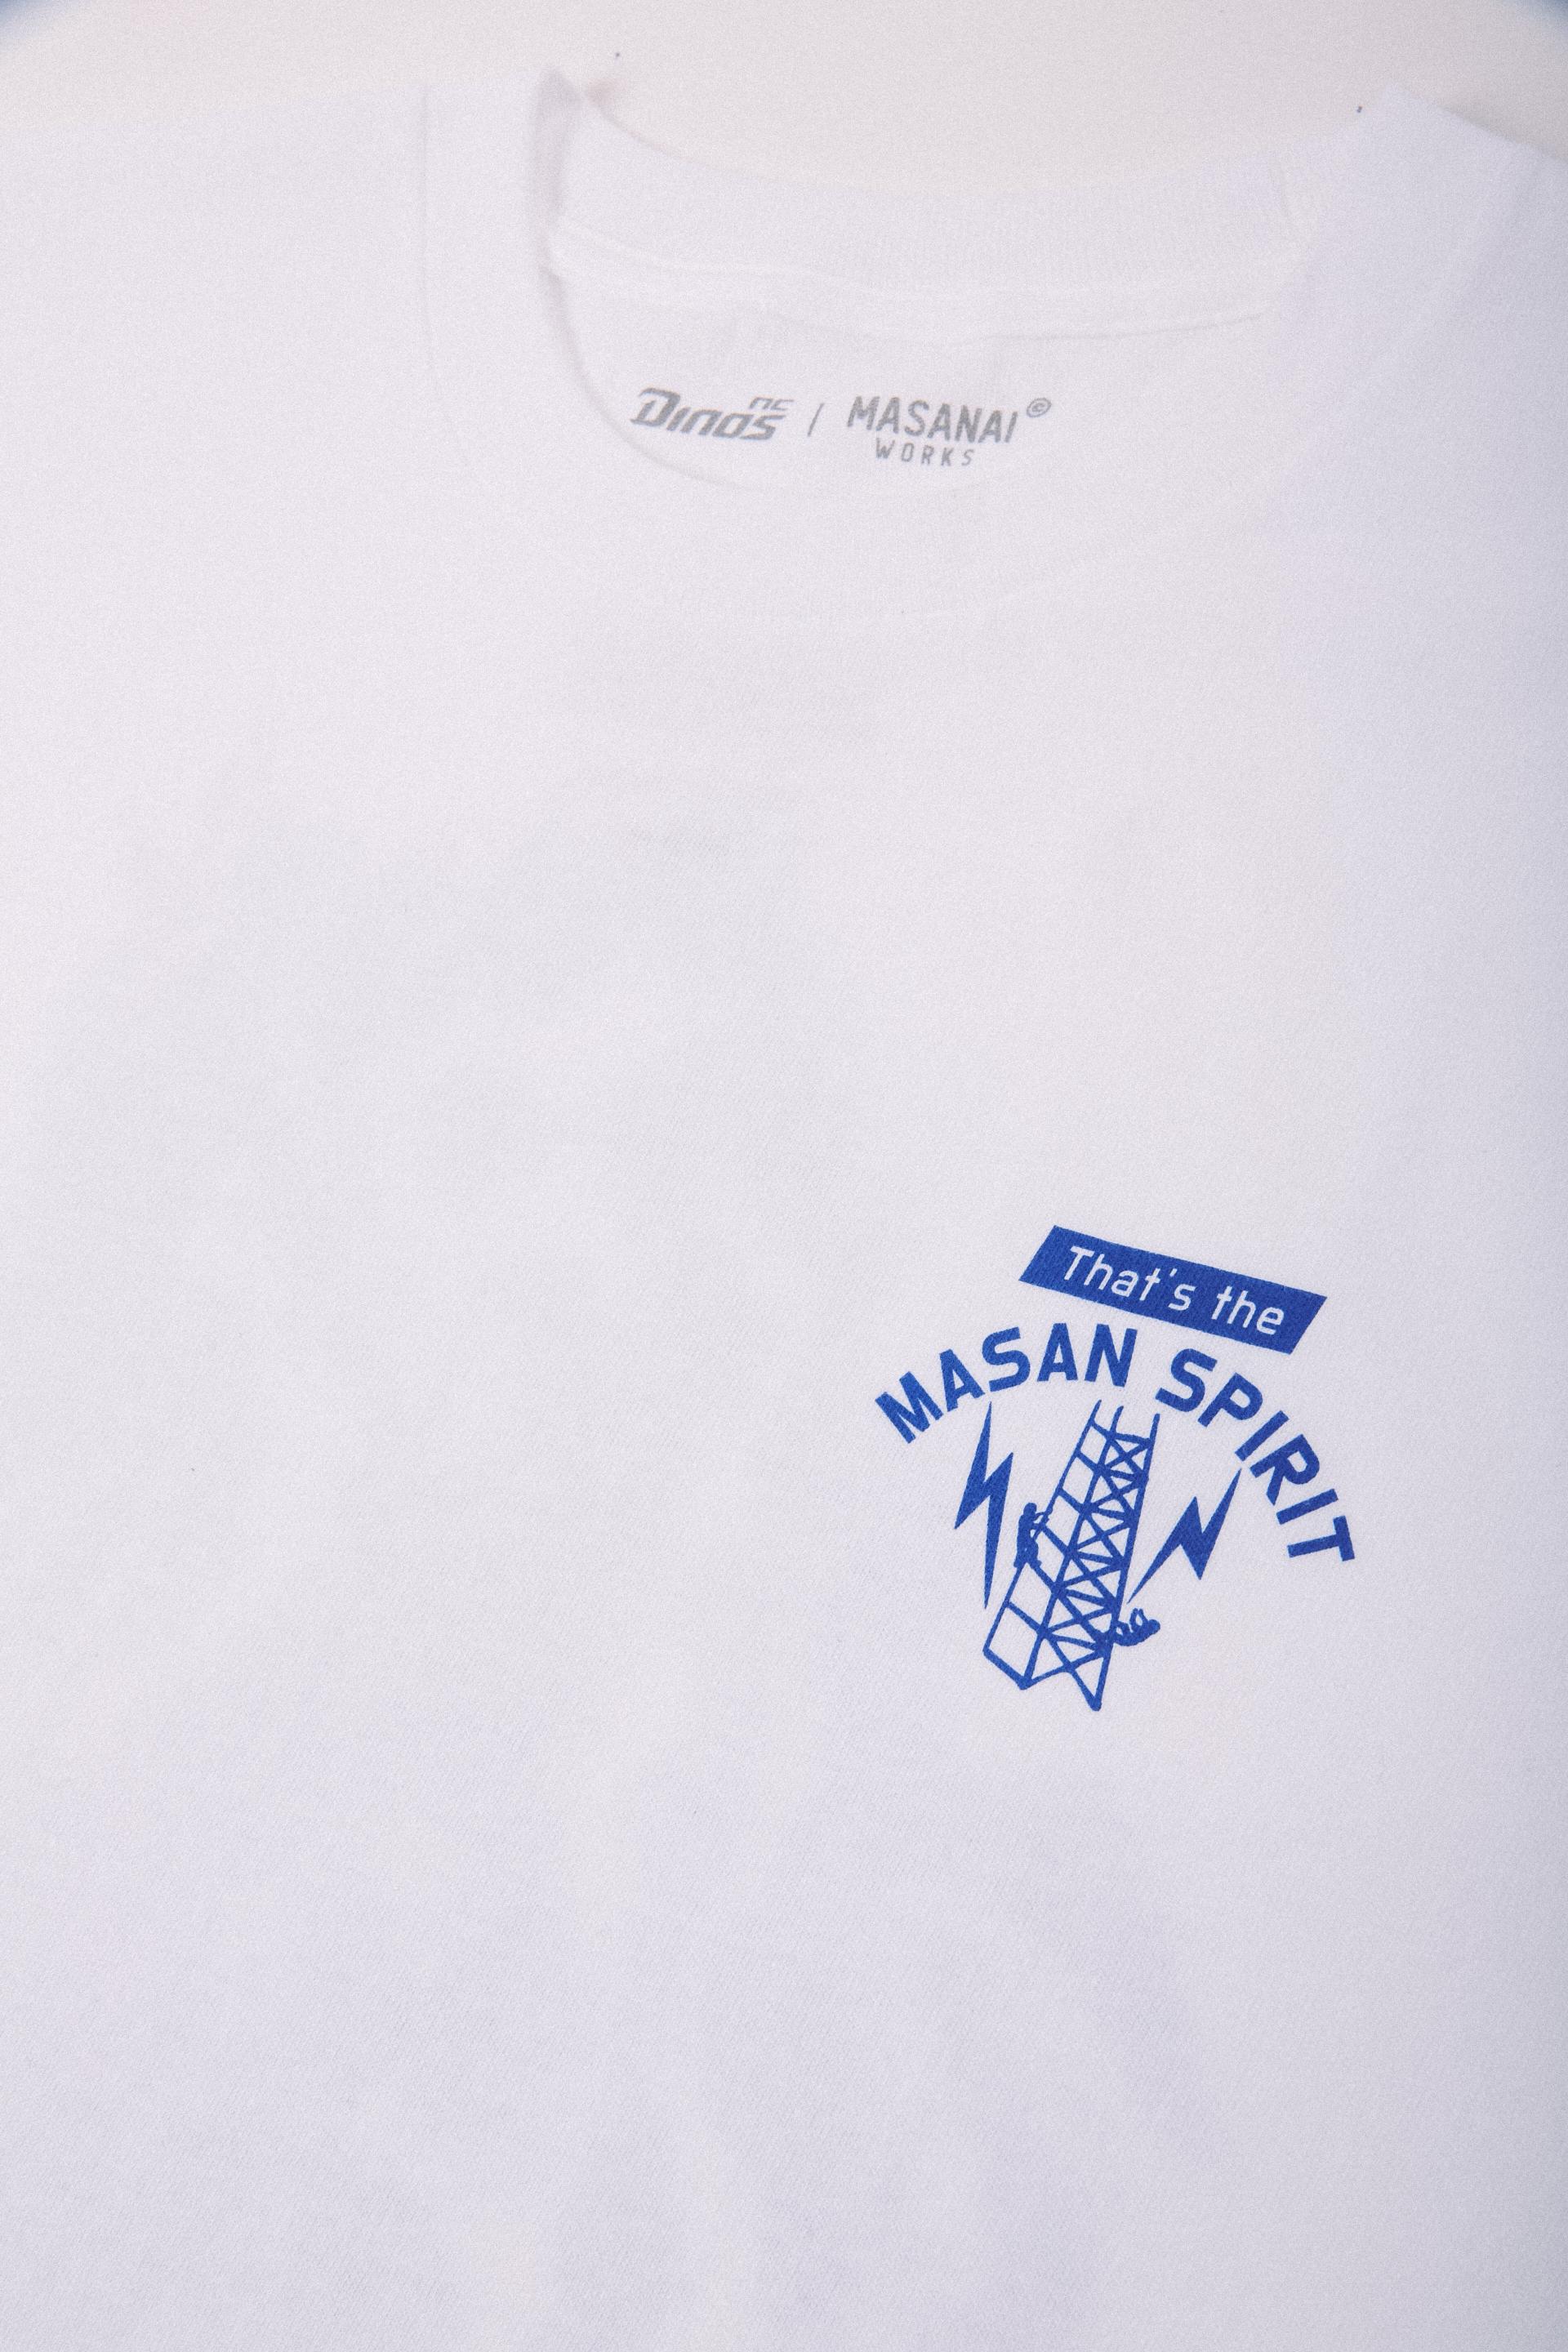 Dinos NC / MASANAI©
WORKS
That's the
MASAN SPIRIT